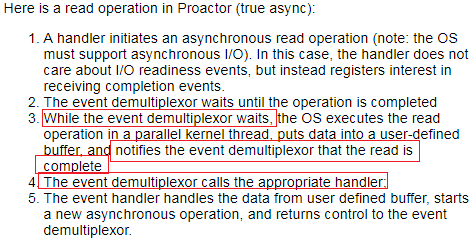 Here is a read operation in Proactor (true async):
1. A handler initiates an asynchronous read operation (note: the OS
must support asynchronous I/O). In this case, the handler does not
care about I/O readiness events, but instead registers interest in
receiving completion events.
2. The event demultiplexor waits until the operation is completed
3. While the event demultiplexor waits, the OS executes the read
operation in a parallel kernel thread, puts data into a user-defined
buffer, and notifies the event demultiplexor that the read is
complete
4. The event demultiplexor calls the appropriate handler;
5. The event handler handles the data from user defined buffer, starts
a new asynchronous operation, and returns control to the event
demultiplexor.